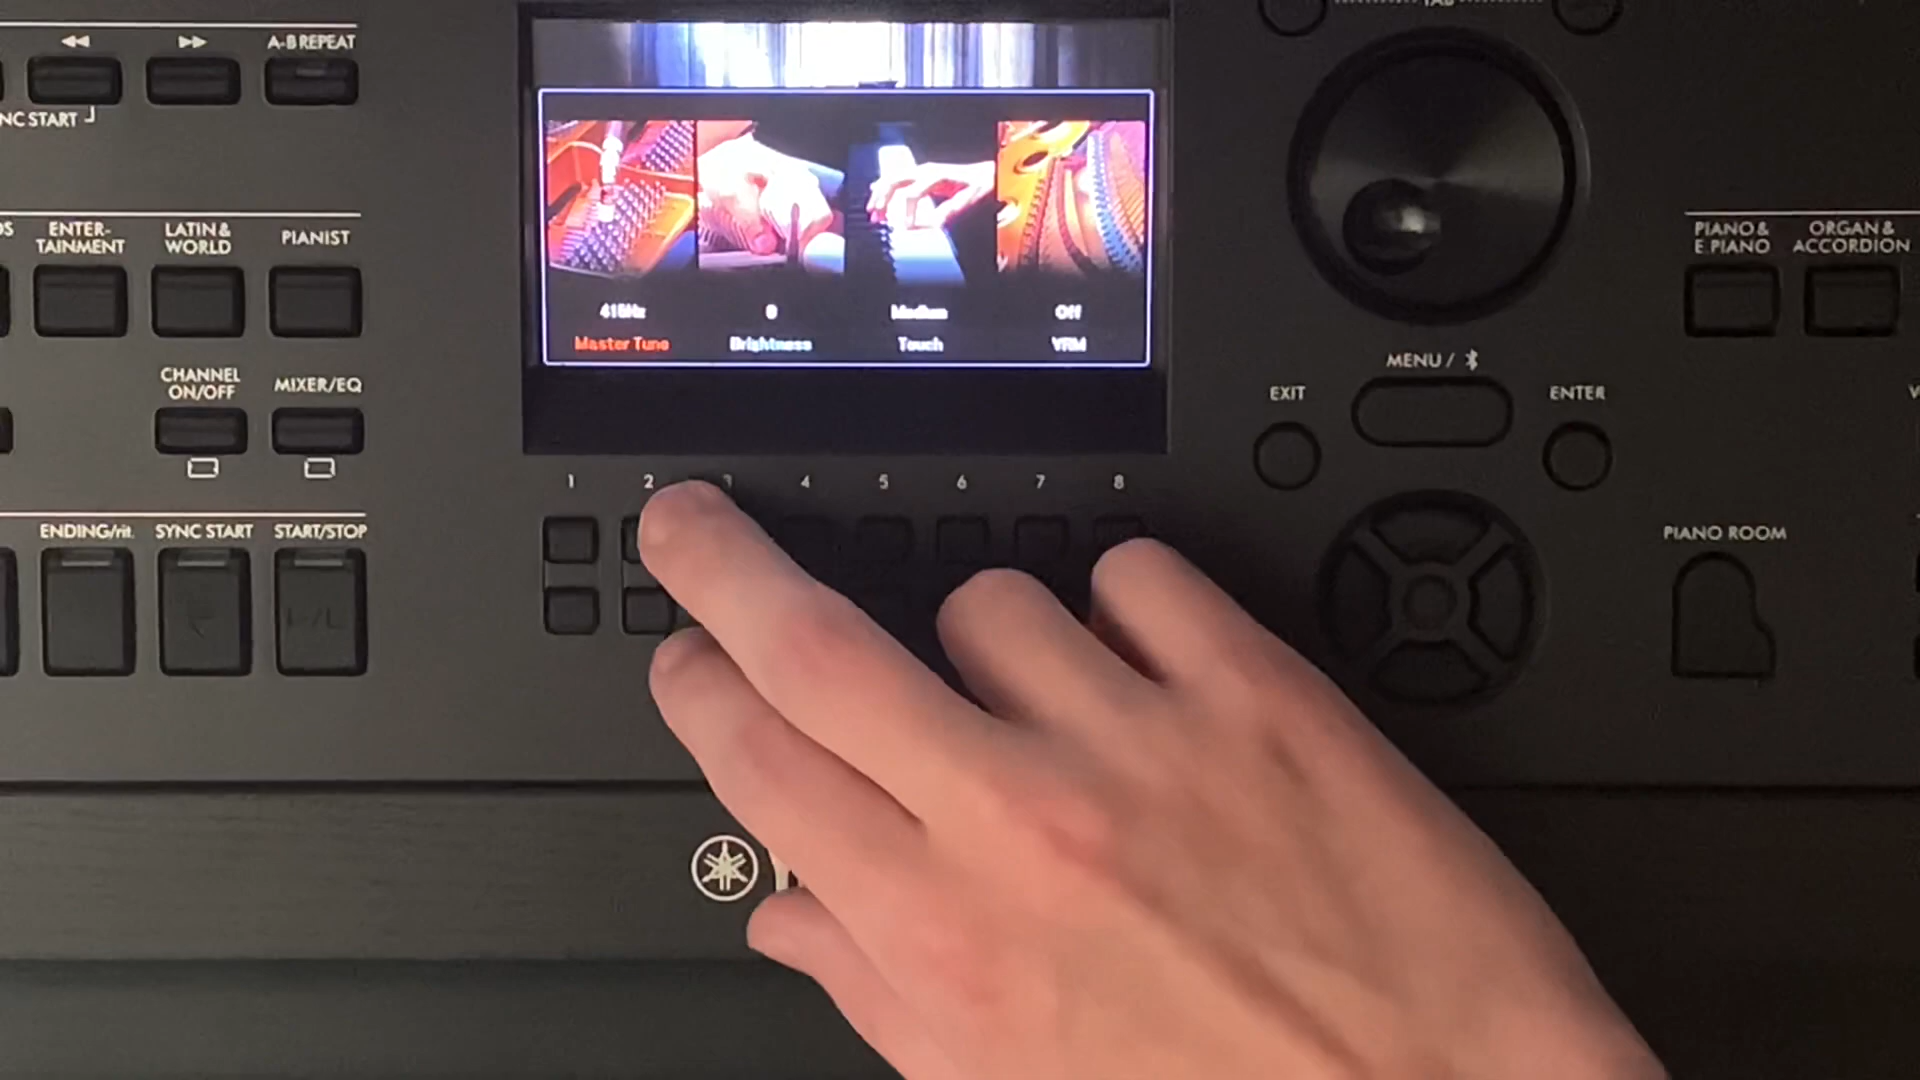 TAB
A-B REPEAT
NC START
ENTER-
TAINMENT
LATIN &
WORLD
PIANIST
PIANO &
E. PIANO
ORGAN &
ACCORDION
415Hz
0
Medium
Off
Master Tune
Brightness
Touch
VRM
CHANNEL
ON/OFF
MIXER/EQ
MENU /
EXIT
ENTER
1 2 3 4 5 6 7 8
ENDING/rit.
SYNC START
START/STOP
PIANO ROOM